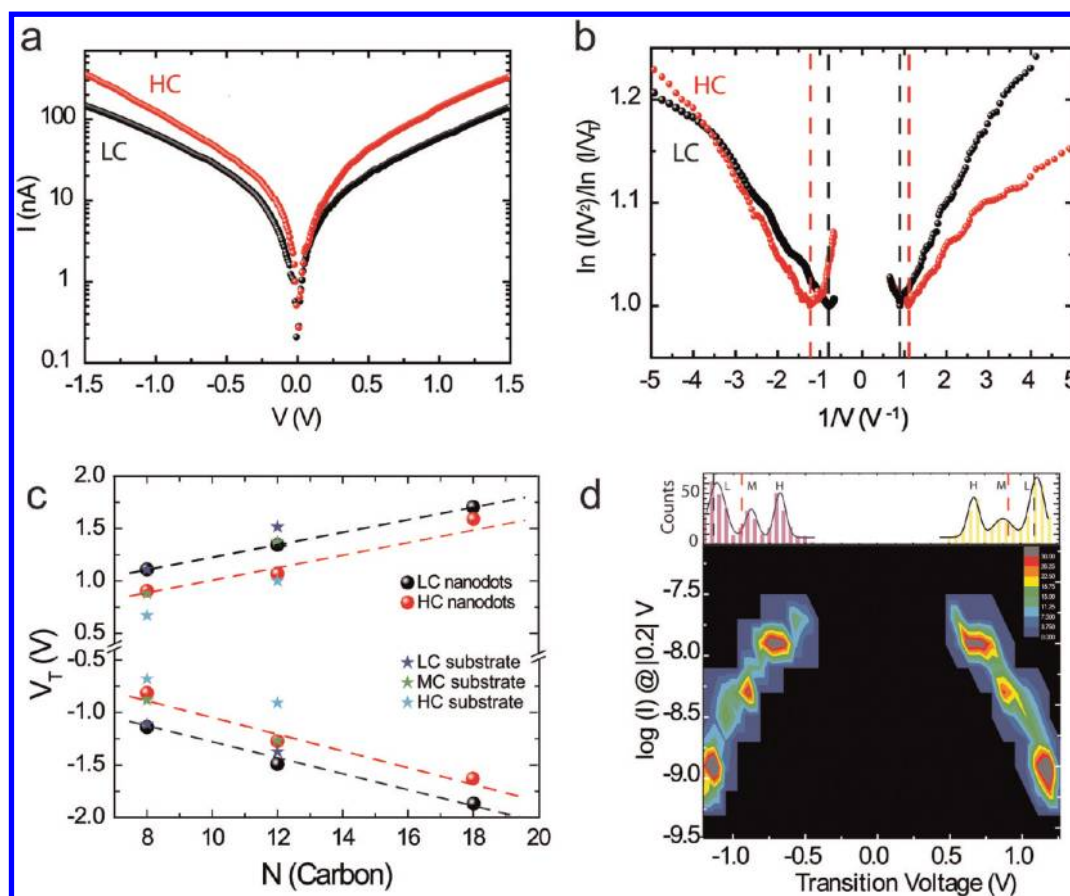 a
HC
LC
100
10
1
0.1
I (nA)
-1.5 -1.0 -0.5 0.0 0.5 1.0 1.5
V (V)
b
HC
LC
1.2
1.1
1.0
ln (I/V²)/ln (I/V_T)
-5 -4 -3 -2 -1 0 1 2 3 4 5
1/V (V⁻¹)
c
2.0
1.5
1.0
0.5
-0.5
-1.0
-1.5
-2.0
V_T (V)
LC nanodots
HC nanodots
LC substrate
MC substrate
HC substrate
8 10 12 14 16 18 20
N (Carbon)
d
Counts
50
0
L M H H M L
-7.5
-8.0
-8.5
-9.0
-9.5
log (I) @|0.2| V
-1.0 -0.5 0.0 0.5 1.0
Transition Voltage (V)